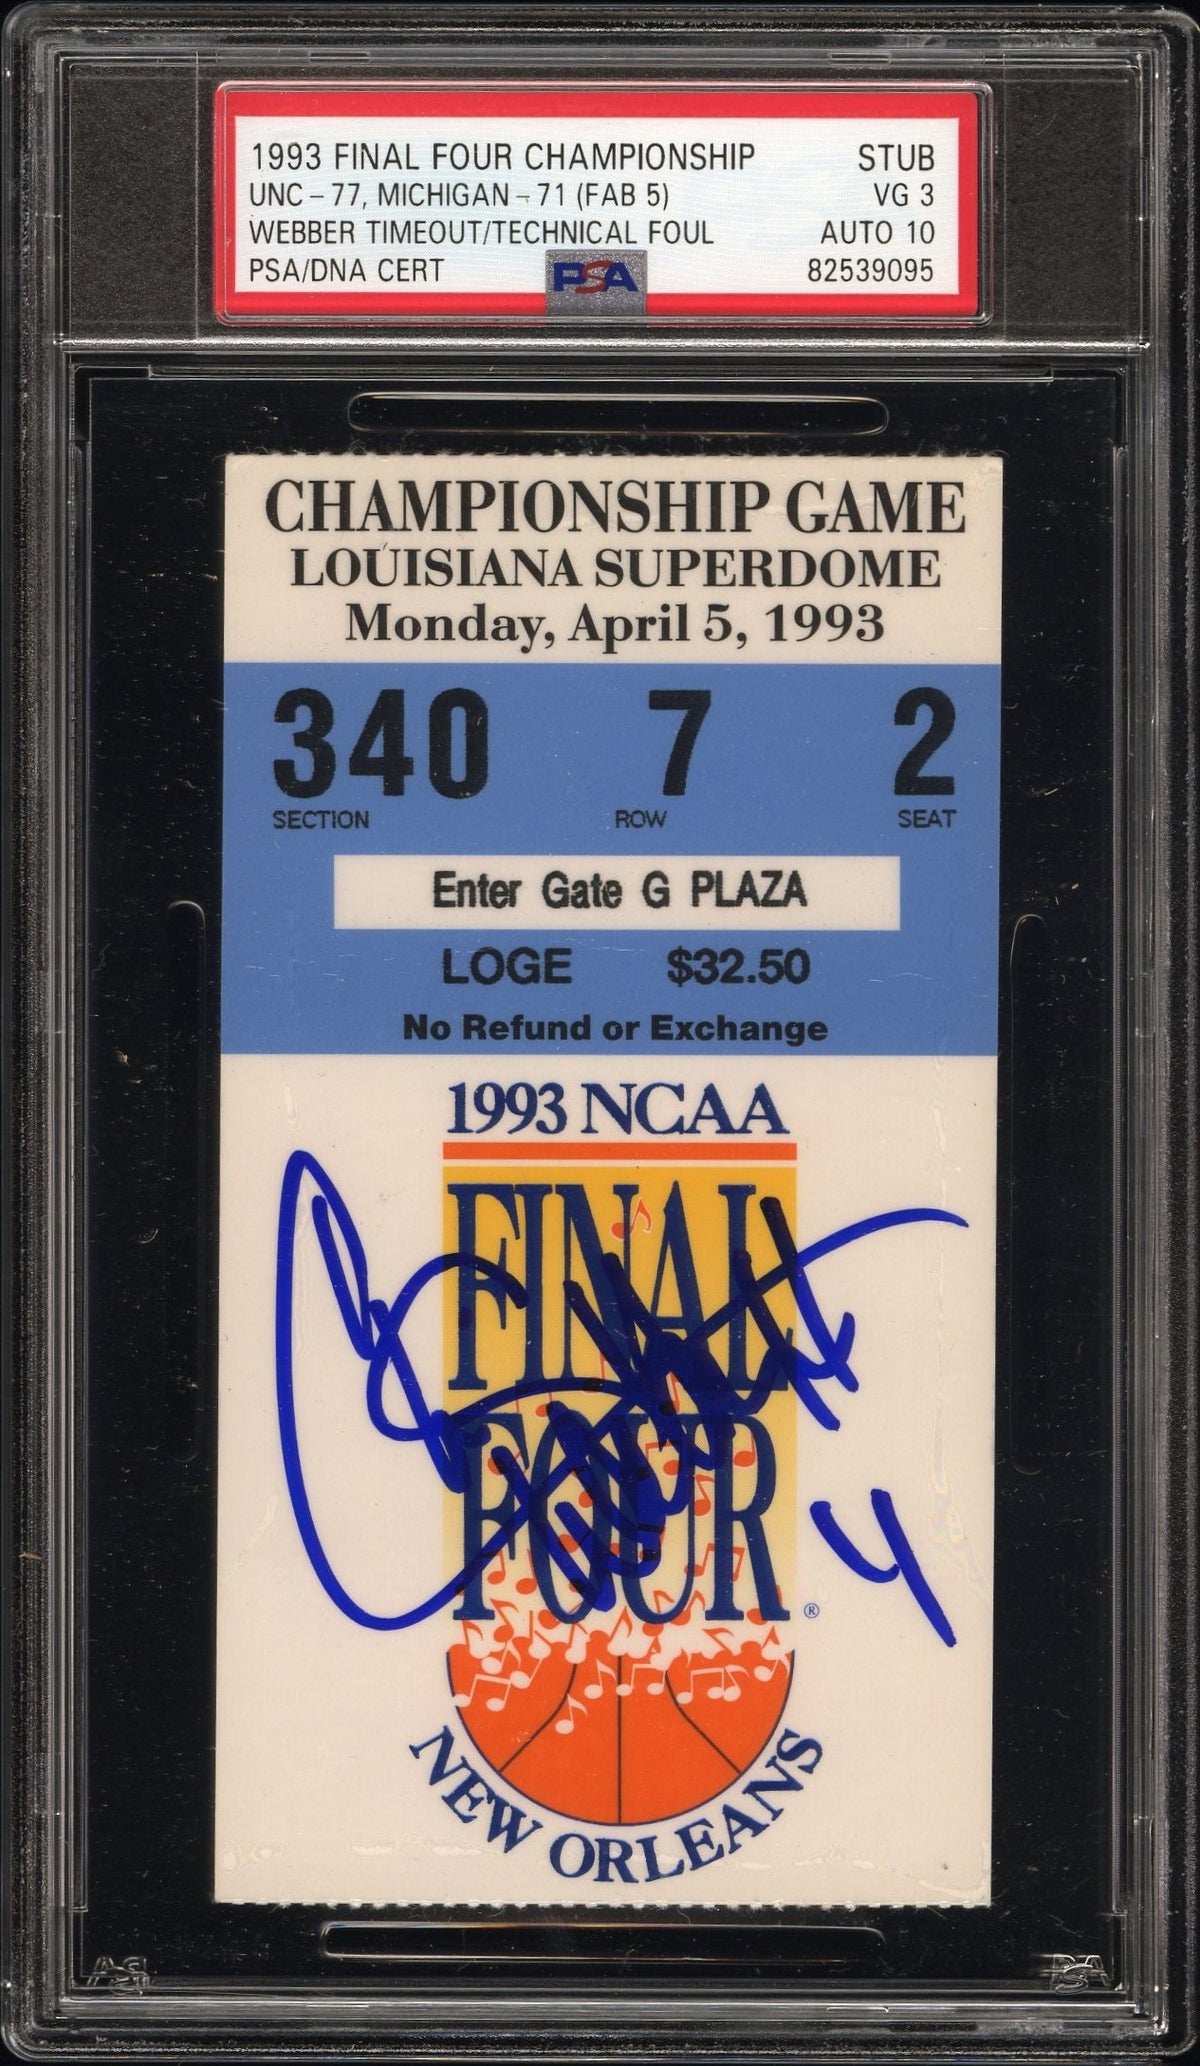 1993 FINAL FOUR CHAMPIONSHIP STUB
UNC - 77, MICHIGAN - 71 (FAB 5) VG 3
WEBBER TIMEOUT/TECHNICAL FOUL AUTO 10
PSA/DNA CERT PSA 82539095
CHAMPIONSHIP GAME
LOUISIANA SUPERDOME
Monday, April 5, 1993
340 7 2
SECTION ROW SEAT
Enter Gate G PLAZA
LOGE $32.50
No Refund or Exchange
1993 NCAA
FINAL
FOUR
4
®
NEW ORLEANS
PSA PSA